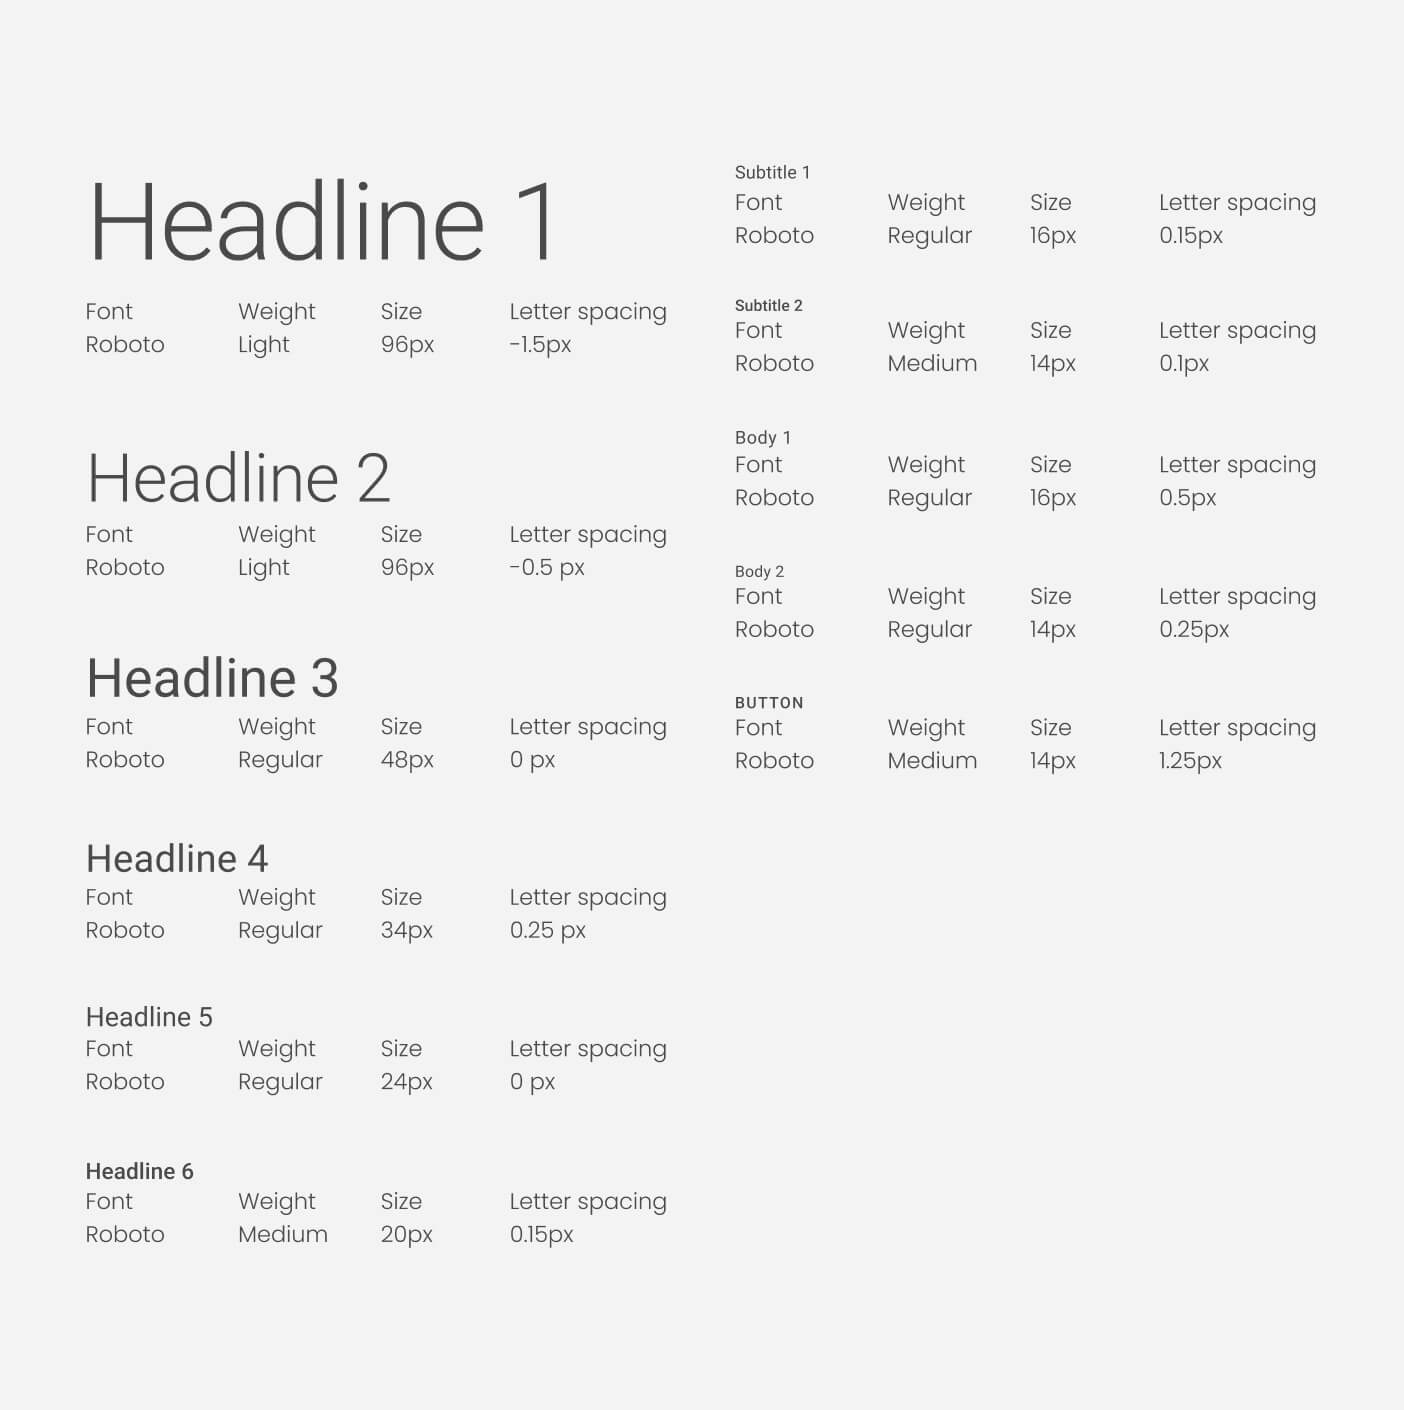 Headline 1
Font Weight Size Letter spacing
Roboto Light 96px -1.5px
Headline 2
Font Weight Size Letter spacing
Roboto Light 96px -0.5 px
Headline 3
Font Weight Size Letter spacing
Roboto Regular 48px 0 px
Headline 4
Font Weight Size Letter spacing
Roboto Regular 34px 0.25 px
Headline 5
Font Weight Size Letter spacing
Roboto Regular 24px 0 px
Headline 6
Font Weight Size Letter spacing
Roboto Medium 20px 0.15px
Subtitle 1
Font Weight Size Letter spacing
Roboto Regular 16px 0.15px
Subtitle 2
Font Weight Size Letter spacing
Roboto Medium 14px 0.1px
Body 1
Font Weight Size Letter spacing
Roboto Regular 16px 0.5px
Body 2
Font Weight Size Letter spacing
Roboto Regular 14px 0.25px
BUTTON
Font Weight Size Letter spacing
Roboto Medium 14px 1.25px